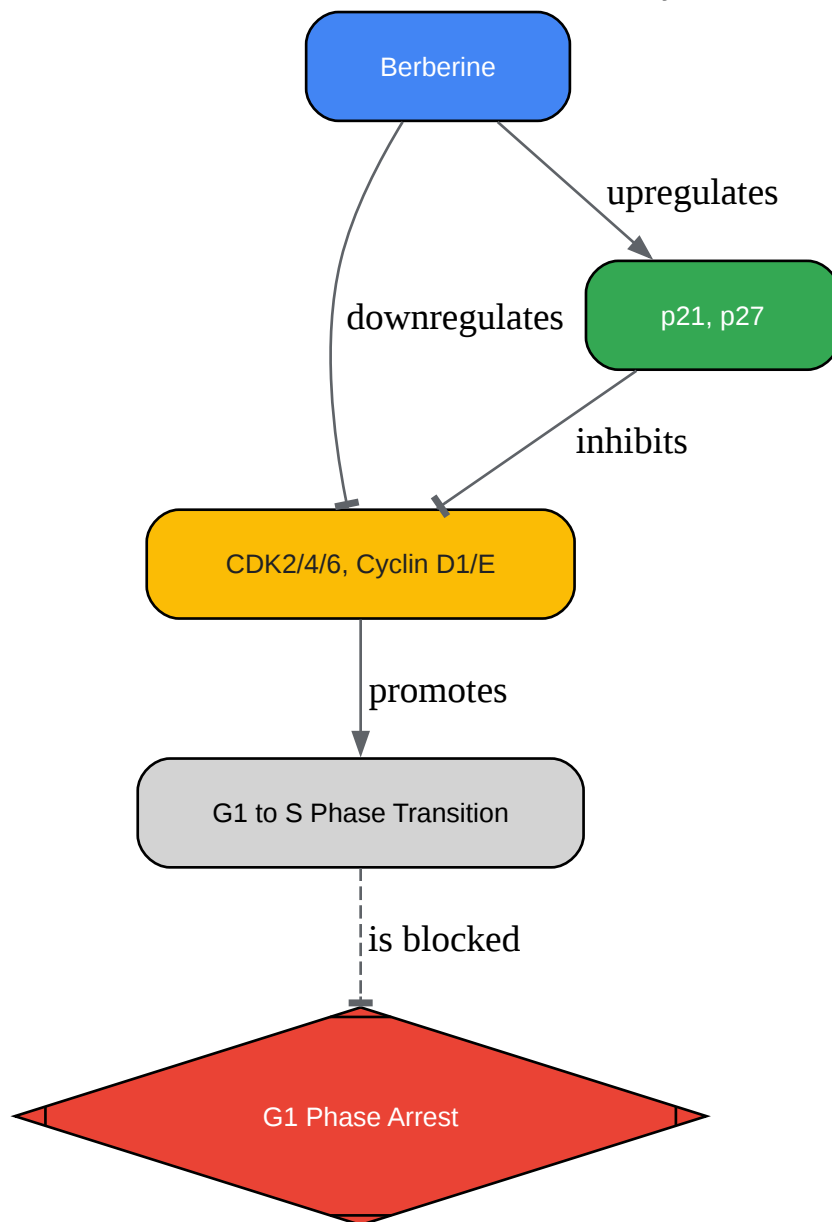 Berberine
upregulates
p21, p27
downregulates
inhibits
CDK2/4/6, Cyclin D1/E
promotes
G1 to S Phase Transition
is blocked
G1 Phase Arrest